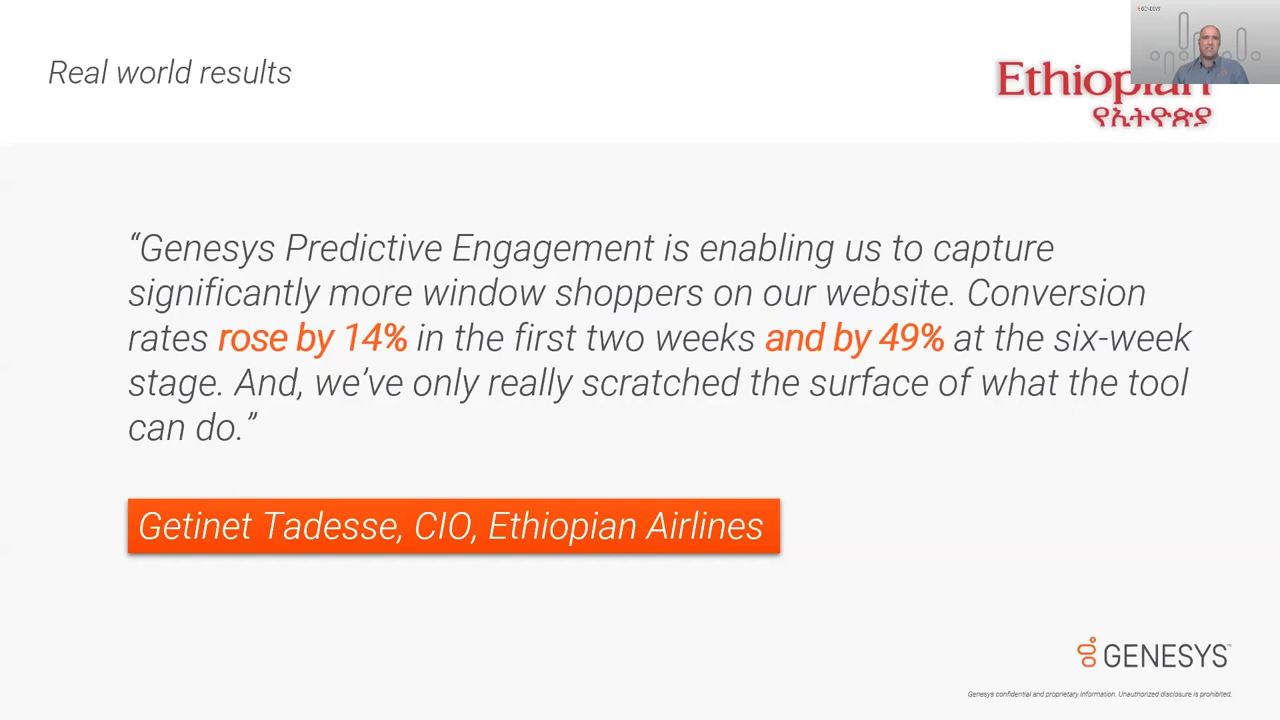 GENESYS
Real world results
Ethiopian
የኢትዮጵያ
“Genesys Predictive Engagement is enabling us to capture
significantly more window shoppers on our website. Conversion
rates rose by 14% in the first two weeks and by 49% at the six-week
stage. And, we’ve only really scratched the surface of what the tool
can do.”
Getinet Tadesse, CIO, Ethiopian Airlines
GENESYS™
Genesys confidential and proprietary information. Unauthorized disclosure is prohibited.